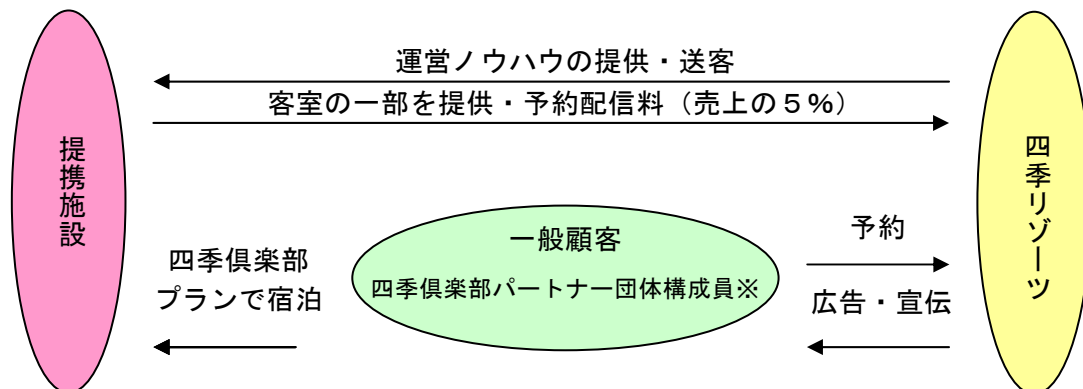 運営ノウハウの提供・送客
客室の一部を提供・予約配信料（売上の５％）
提携施設
四季リゾーツ
一般顧客
四季倶楽部パートナー団体構成員※
四季倶楽部
プランで宿泊
予約
広告・宣伝